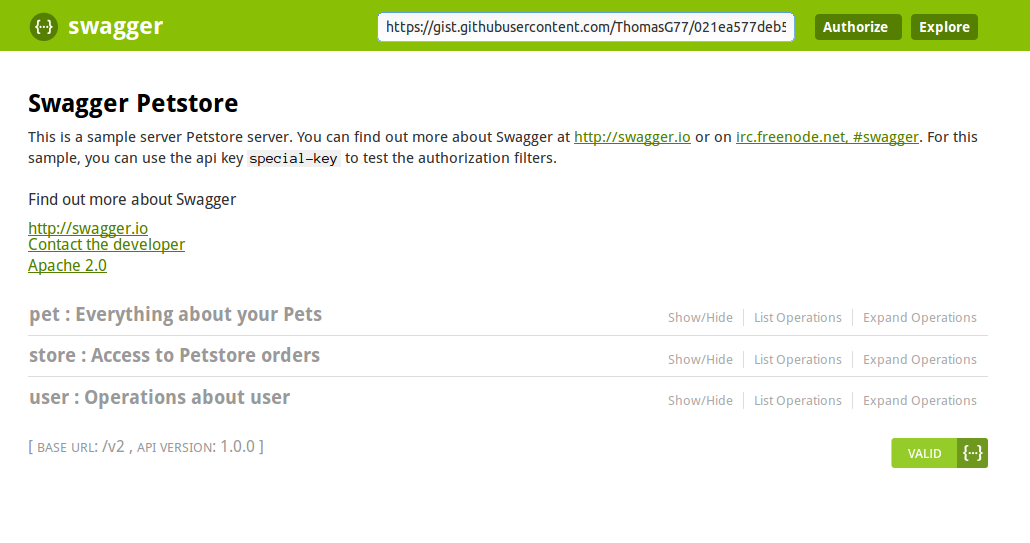 {···} swagger
https://gist.githubusercontent.com/ThomasG77/021ea577deb5
Authorize
Explore
Swagger Petstore
This is a sample server Petstore server. You can find out more about Swagger at http://swagger.io or on irc.freenode.net, #swagger. For this
sample, you can use the api key special-key to test the authorization filters.
Find out more about Swagger
http://swagger.io
Contact the developer
Apache 2.0
pet : Everything about your Pets Show/Hide List Operations Expand Operations
store : Access to Petstore orders Show/Hide List Operations Expand Operations
user : Operations about user Show/Hide List Operations Expand Operations
[ BASE URL: /v2 , API VERSION: 1.0.0 ] VALID {···}